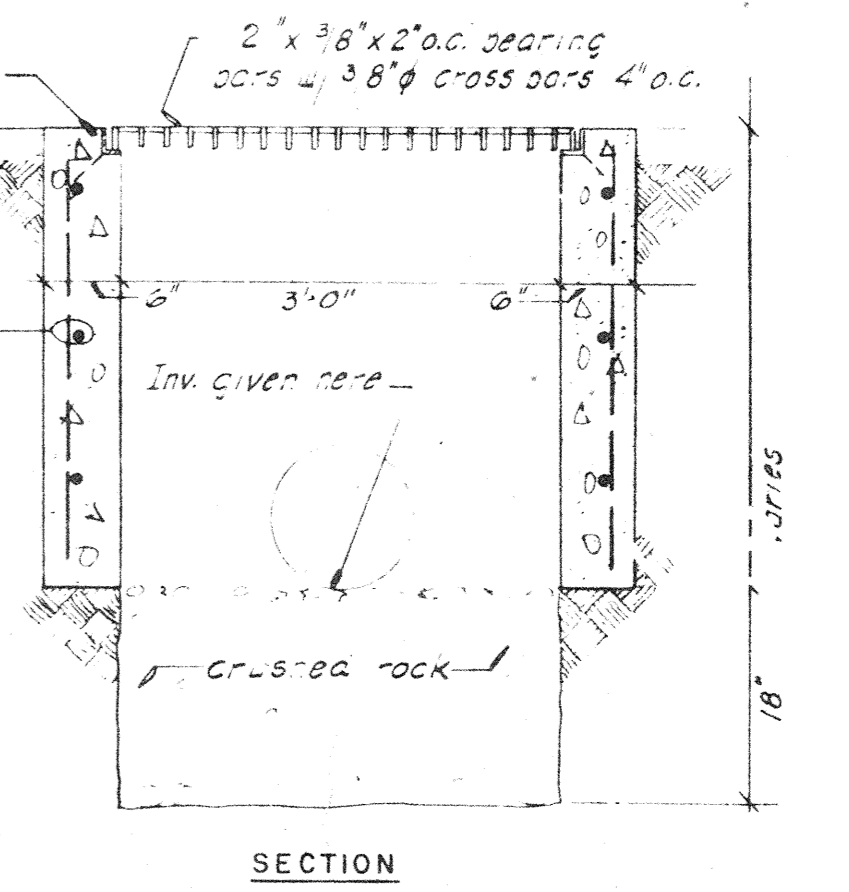 2"x 3/8"x 2"o.c. bearing
bars w/ 3/8"ø cross bars 4"o.c.
6" 3'-0" 6"
Inv. given here
varies
crushed rock
18"
SECTION